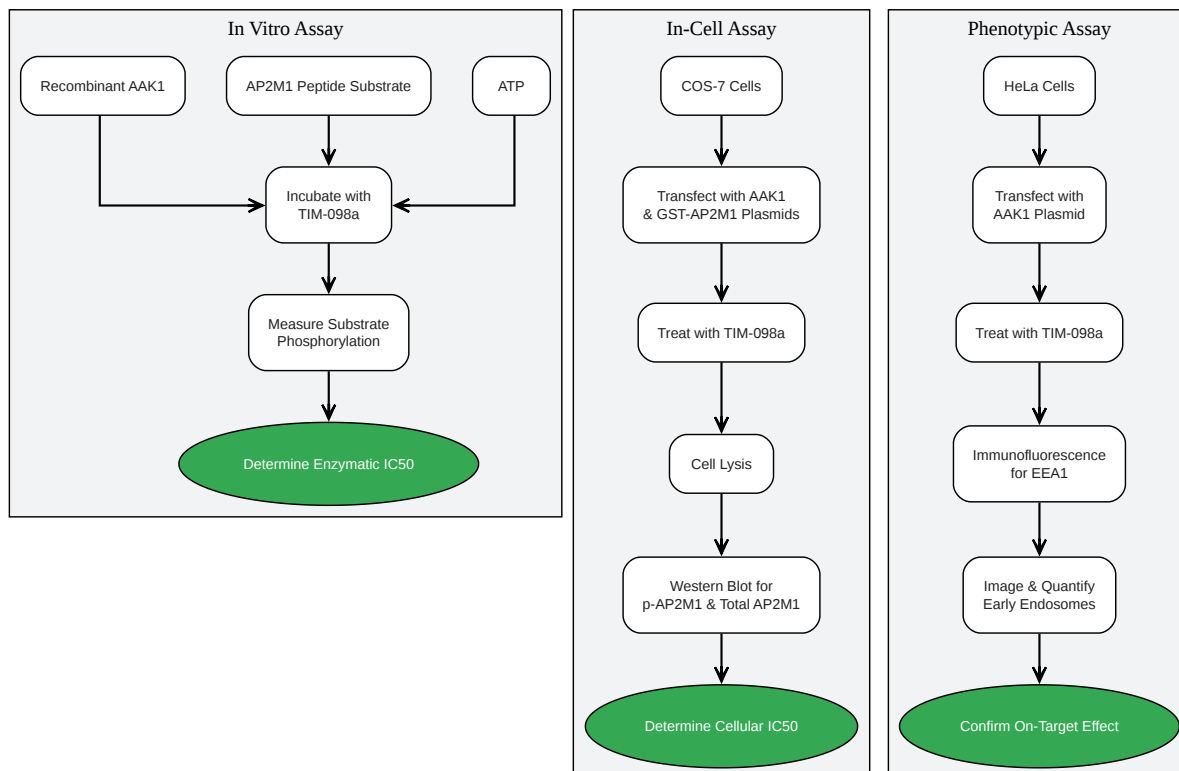 In Vitro Assay
Recombinant AAK1
AP2M1 Peptide Substrate
ATP
Incubate with
TIM-098a
Measure Substrate
Phosphorylation
Determine Enzymatic IC50
In-Cell Assay
COS-7 Cells
Transfect with AAK1
& GST-AP2M1 Plasmids
Treat with TIM-098a
Cell Lysis
Western Blot for
p-AP2M1 & Total AP2M1
Determine Cellular IC50
Phenotypic Assay
HeLa Cells
Transfect with
AAK1 Plasmid
Treat with TIM-098a
Immunofluorescence
for EEA1
Image & Quantify
Early Endosomes
Confirm On-Target Effect